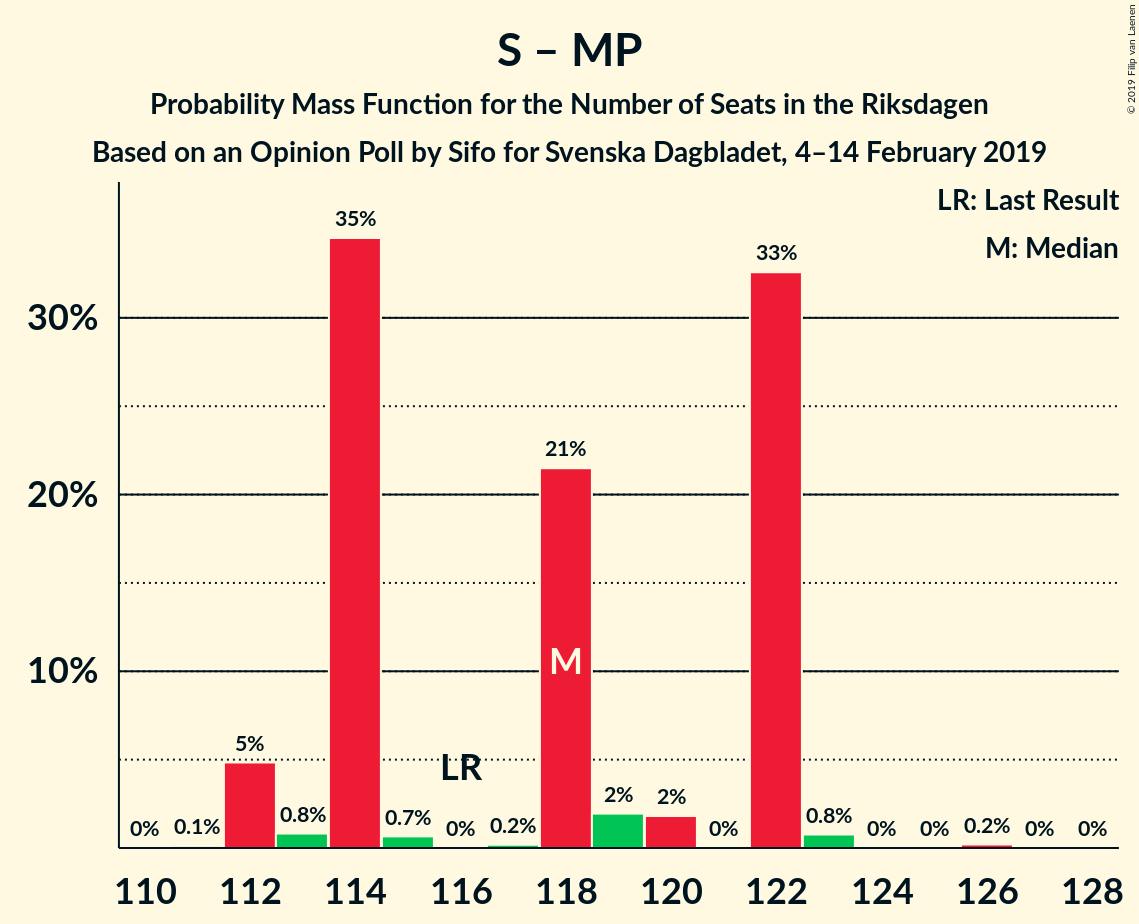 S – MP
Probability Mass Function for the Number of Seats in the Riksdagen
Based on an Opinion Poll by Sifo for Svenska Dagbladet, 4–14 February 2019
© 2019 Filip van Laenen
LR: Last Result
M: Median
30%
20%
10%
0%
0.1%
5%
0.8%
35%
0.7%
LR
0%
0.2%
21%
M
2%
2%
0%
33%
0.8%
0%
0%
0.2%
0%
0%
110 112 114 116 118 120 122 124 126 128